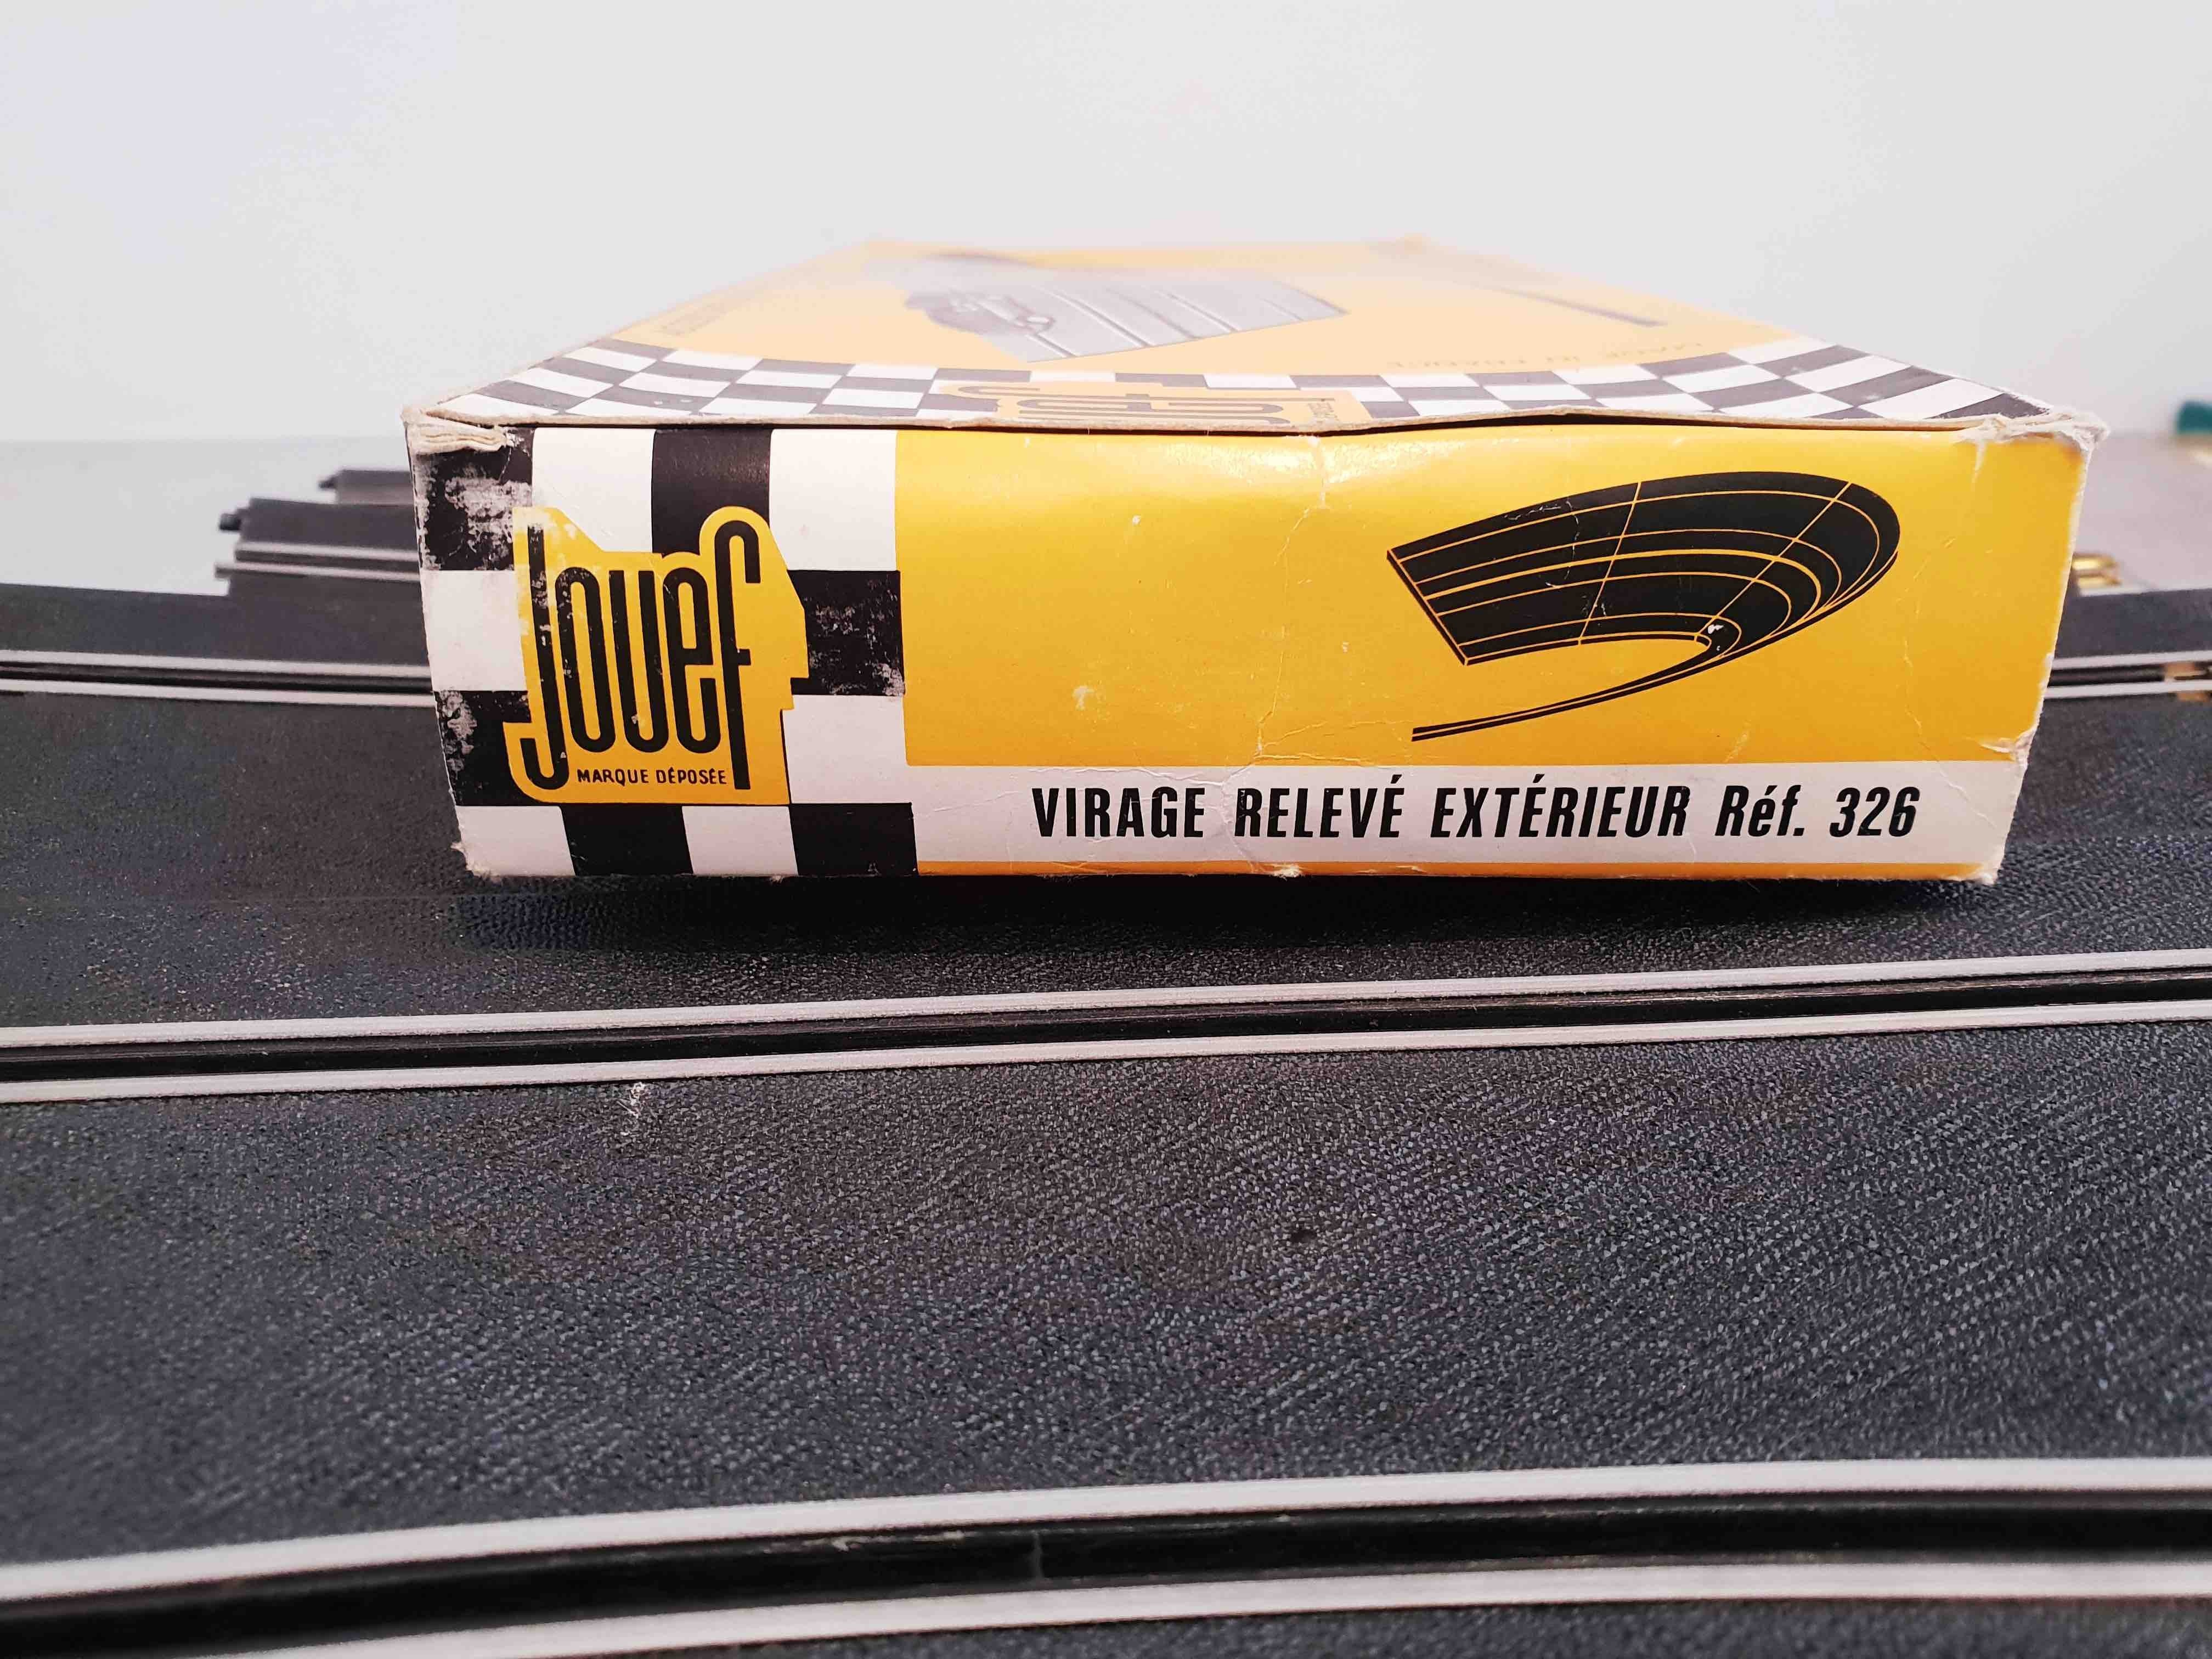 Jouef
MARQUE DÉPOSÉE
VIRAGE RELEVÉ EXTÉRIEUR Réf. 326